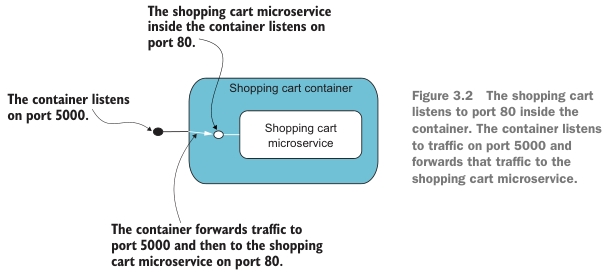 The shopping cart microservice
inside the container listens on
port 80.
The container listens
on port 5000.
Shopping cart container
Shopping cart
microservice
The container forwards traffic to
port 5000 and then to the shopping
cart microservice on port 80.
Figure 3.2 The shopping cart
listens to port 80 inside the
container. The container listens
to traffic on port 5000 and
forwards that traffic to the
shopping cart microservice.